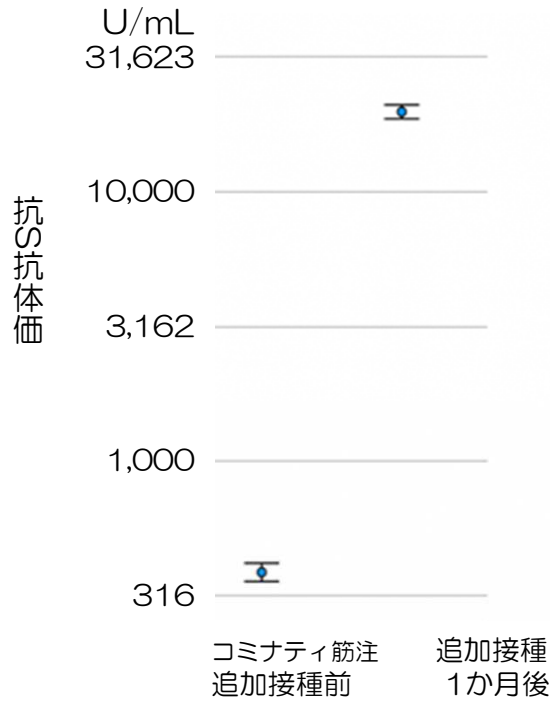 U/mL
31,623
10,000
3,162
1,000
316
抗S抗体価
コミナティ筋注
追加接種前
追加接種
1か月後